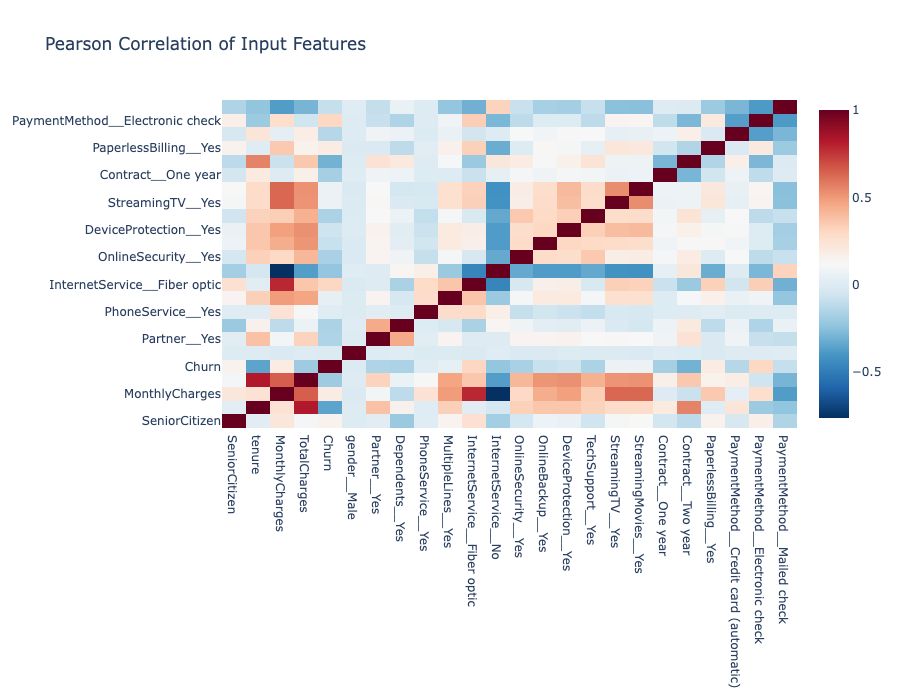 Pearson Correlation of Input Features
PaymentMethod__Electronic check
PaperlessBilling__Yes
Contract__One year
StreamingTV__Yes
DeviceProtection__Yes
OnlineSecurity__Yes
InternetService__Fiber optic
PhoneService__Yes
Partner__Yes
Churn
MonthlyCharges
SeniorCitizen
SeniorCitizen
tenure
MonthlyCharges
TotalCharges
Churn
gender__Male
Partner__Yes
Dependents__Yes
PhoneService__Yes
MultipleLines__Yes
InternetService__Fiber optic
InternetService__No
OnlineSecurity__Yes
OnlineBackup__Yes
DeviceProtection__Yes
TechSupport__Yes
StreamingTV__Yes
StreamingMovies__Yes
Contract__One year
Contract__Two year
PaperlessBilling__Yes
PaymentMethod__Credit card (automatic)
PaymentMethod__Electronic check
PaymentMethod__Mailed check
1
0.5
0
−0.5